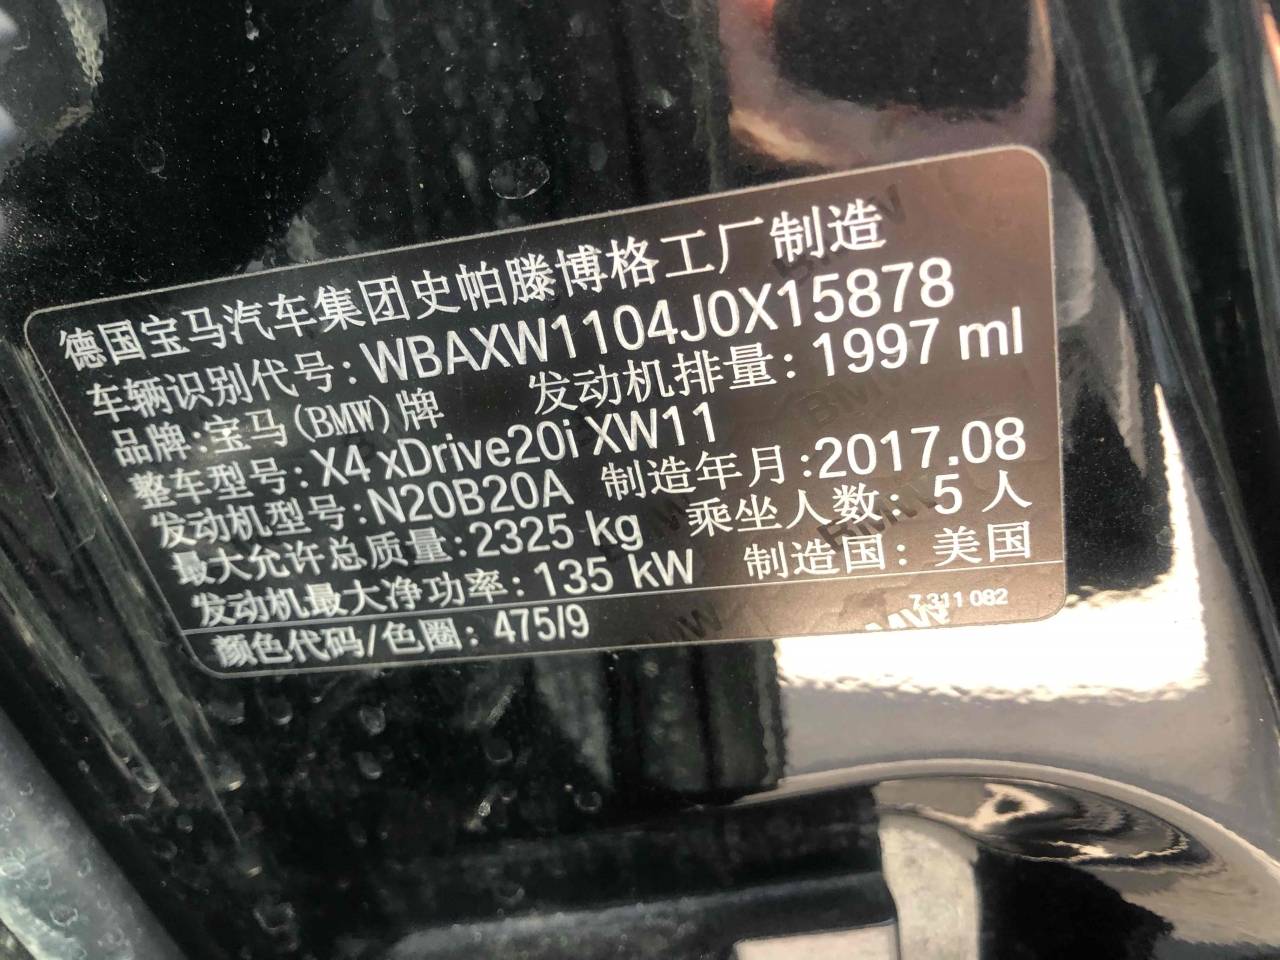 德国宝马汽车集团史帕滕博格工厂制造
车辆识别代号: WBAXW1104J0X15878
品牌: 宝马(BMW)牌 发动机排量: 1997 ml
整车型号: X4 xDrive20i XW11
发动机型号: N20B20A 制造年月: 2017.08
最大允许总质量: 2325 kg 乘坐人数: 5 人
发动机最大净功率: 135 kW 制造国: 美国
颜色代码/色圈: 475/9
7 311 082